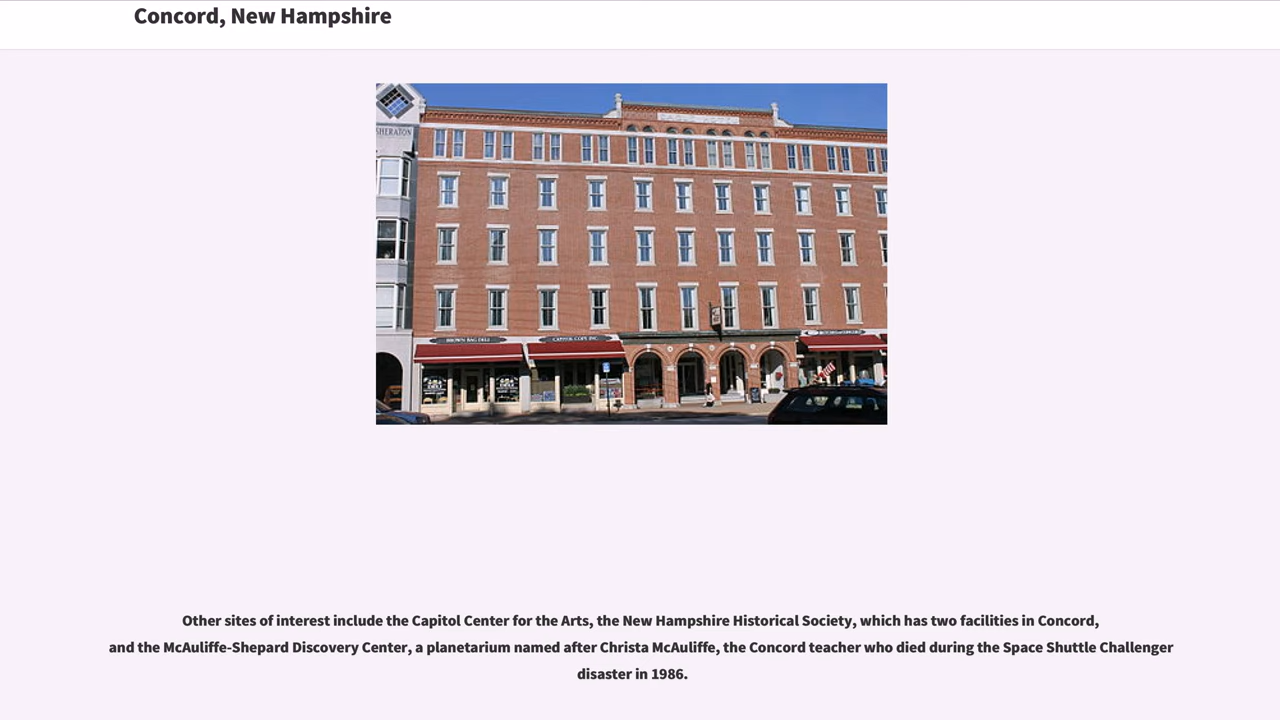 Concord, New Hampshire
SHERATON
BROWN BAG DELI
CAPITOL COPY INC.
DELI
DELI
Other sites of interest include the Capitol Center for the Arts, the New Hampshire Historical Society, which has two facilities in Concord,
and the McAuliffe-Shepard Discovery Center, a planetarium named after Christa McAuliffe, the Concord teacher who died during the Space Shuttle Challenger
disaster in 1986.